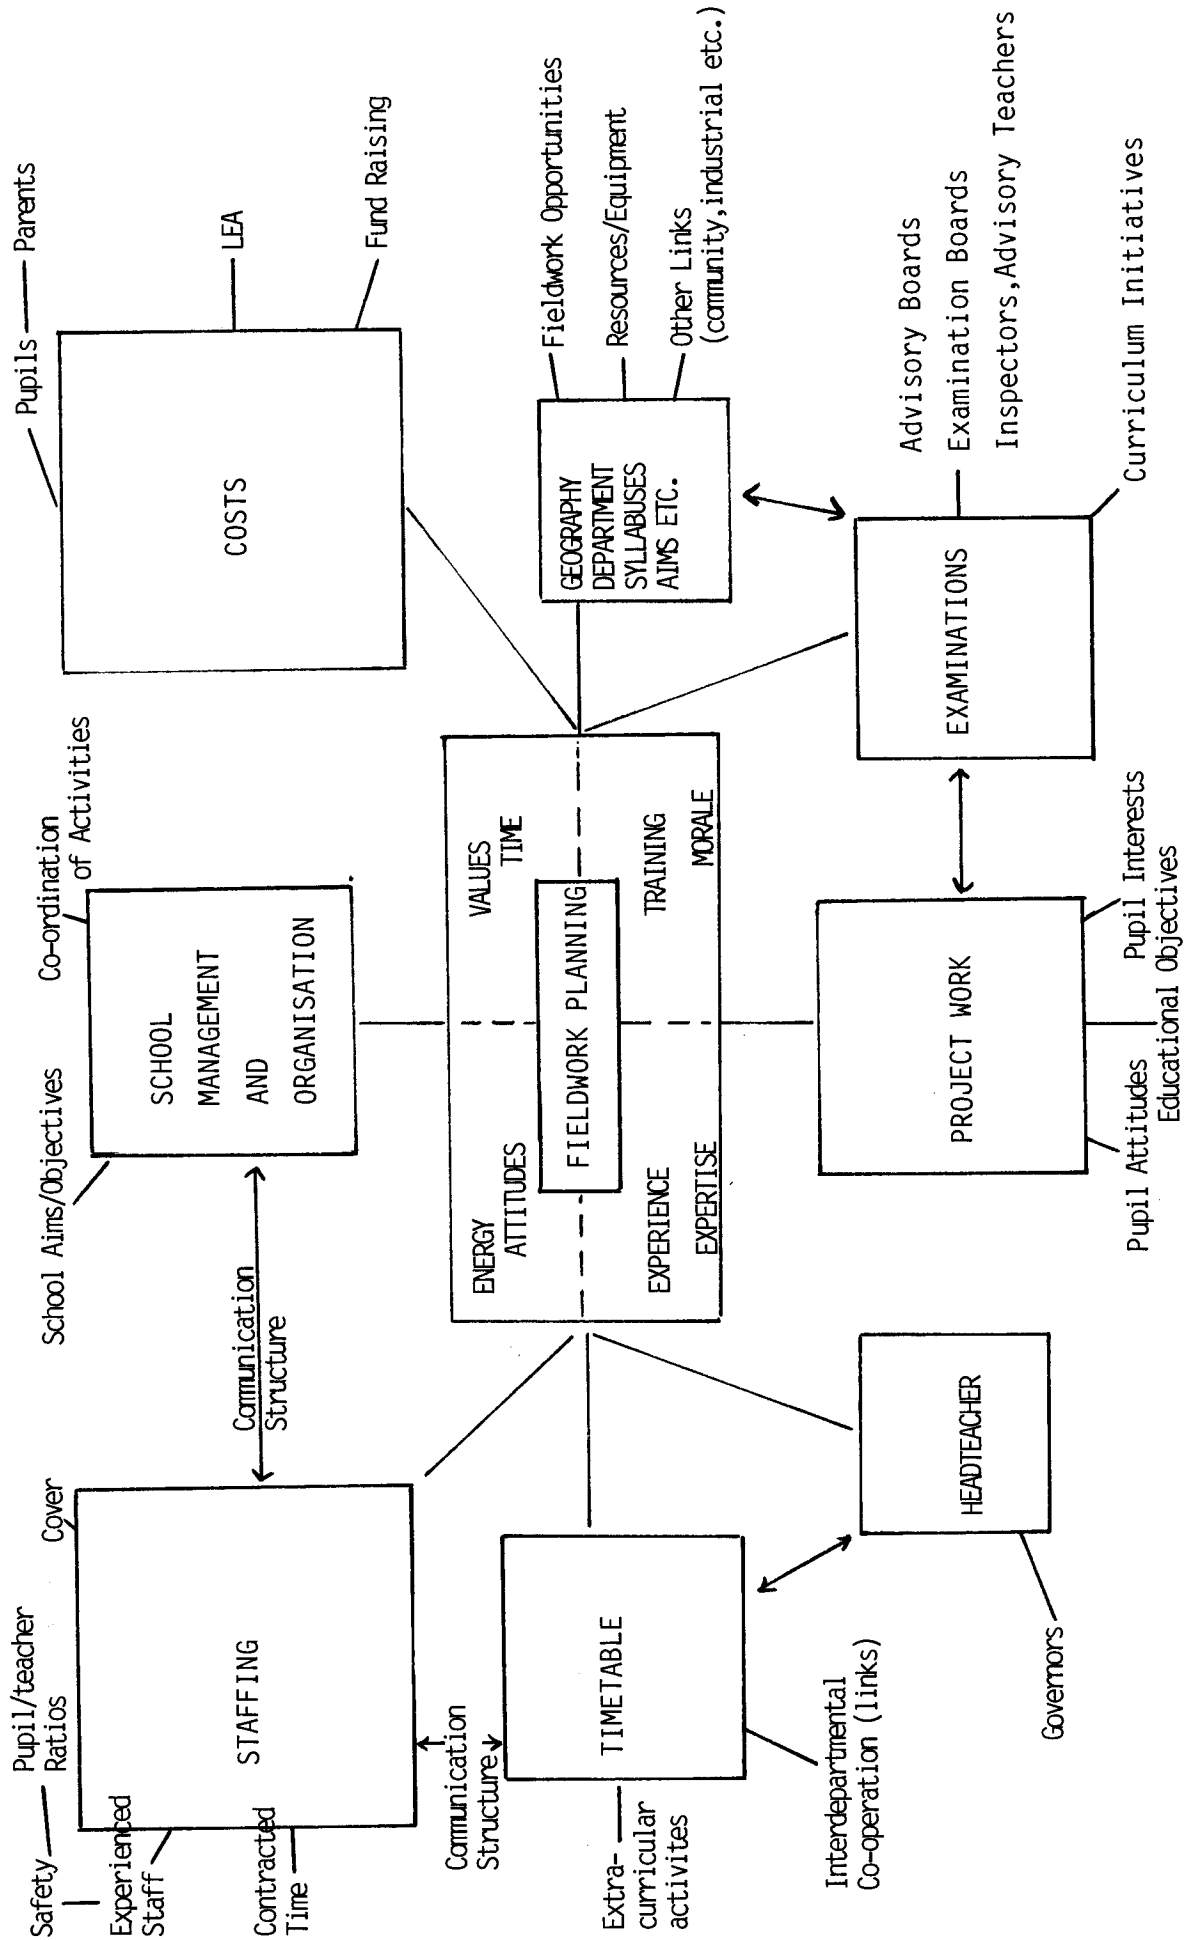 Safety
Pupil/teacher
Ratios
Cover
Experienced
Staff
Contracted
Time
STAFFING
Communication
Structure
School Aims/Objectives
Co-ordination
of Activities
SCHOOL
MANAGEMENT
AND
ORGANISATION
Pupils
Parents
COSTS
LEA
Fund Raising
Communication
Structure
Extra-
curricular
activites
TIMETABLE
Interdepartmental
Co-operation (links)
ENERGY
ATTITUDES
VALUES
TIME
FIELDWORK PLANNING
EXPERIENCE
EXPERTISE
TRAINING
MORALE
GEOGRAPHY
DEPARTMENT
SYLLABUSES
AIMS ETC.
Fieldwork Opportunities
Resources/Equipment
Other Links
(community,industrial etc.)
HEADTEACHER
Governors
PROJECT WORK
Pupil Attitudes
Educational Objectives
Pupil Interests
EXAMINATIONS
Advisory Boards
Examination Boards
Inspectors,Advisory Teachers
Curriculum Initiatives